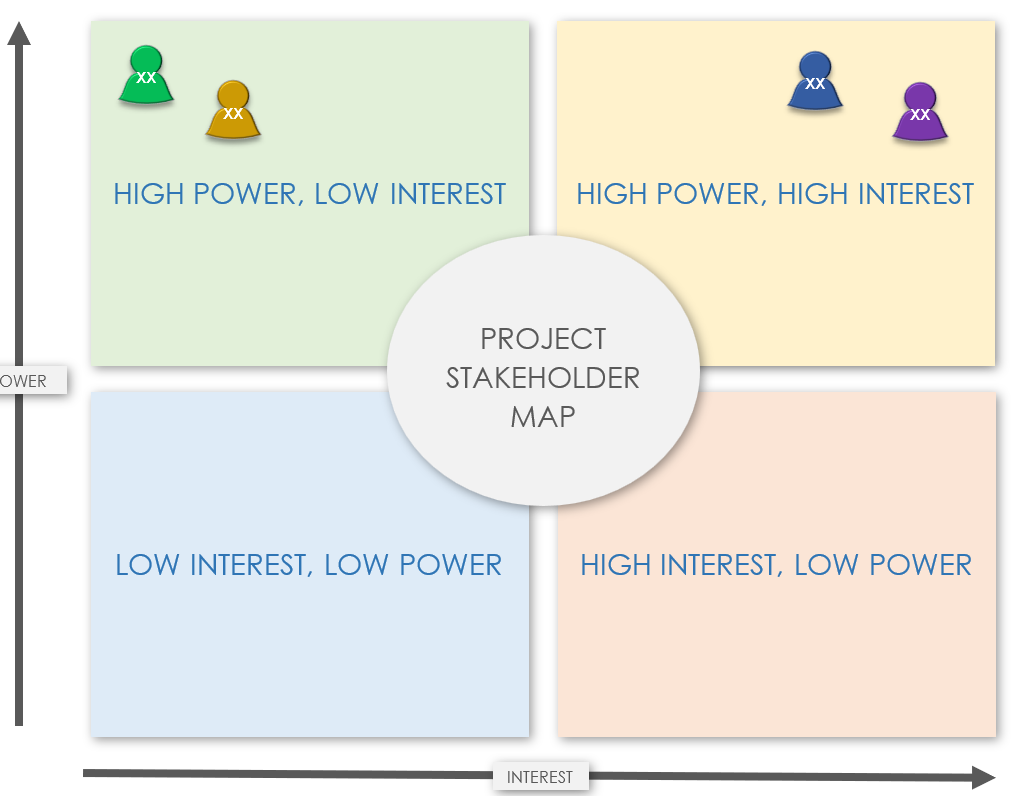 XX
XX
XX
XX
HIGH POWER, LOW INTEREST
HIGH POWER, HIGH INTEREST
PROJECT
STAKEHOLDER
MAP
OWER
LOW INTEREST, LOW POWER
HIGH INTEREST, LOW POWER
INTEREST